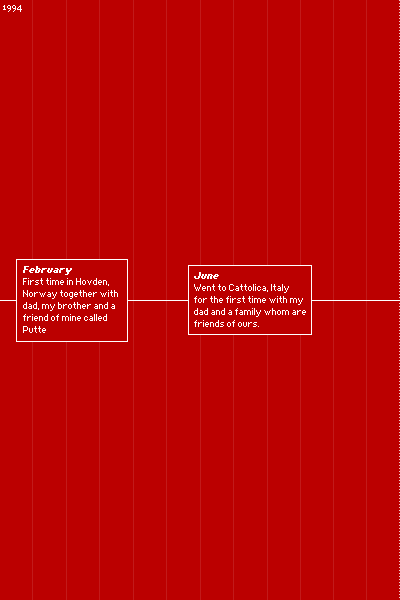 1994
February
First time in Hovden,
Norway together with
dad, my brother and a
friend of mine called
Putte
June
Went to Cattolica, Italy
for the first time with my
dad and a family whom are
friends of ours.